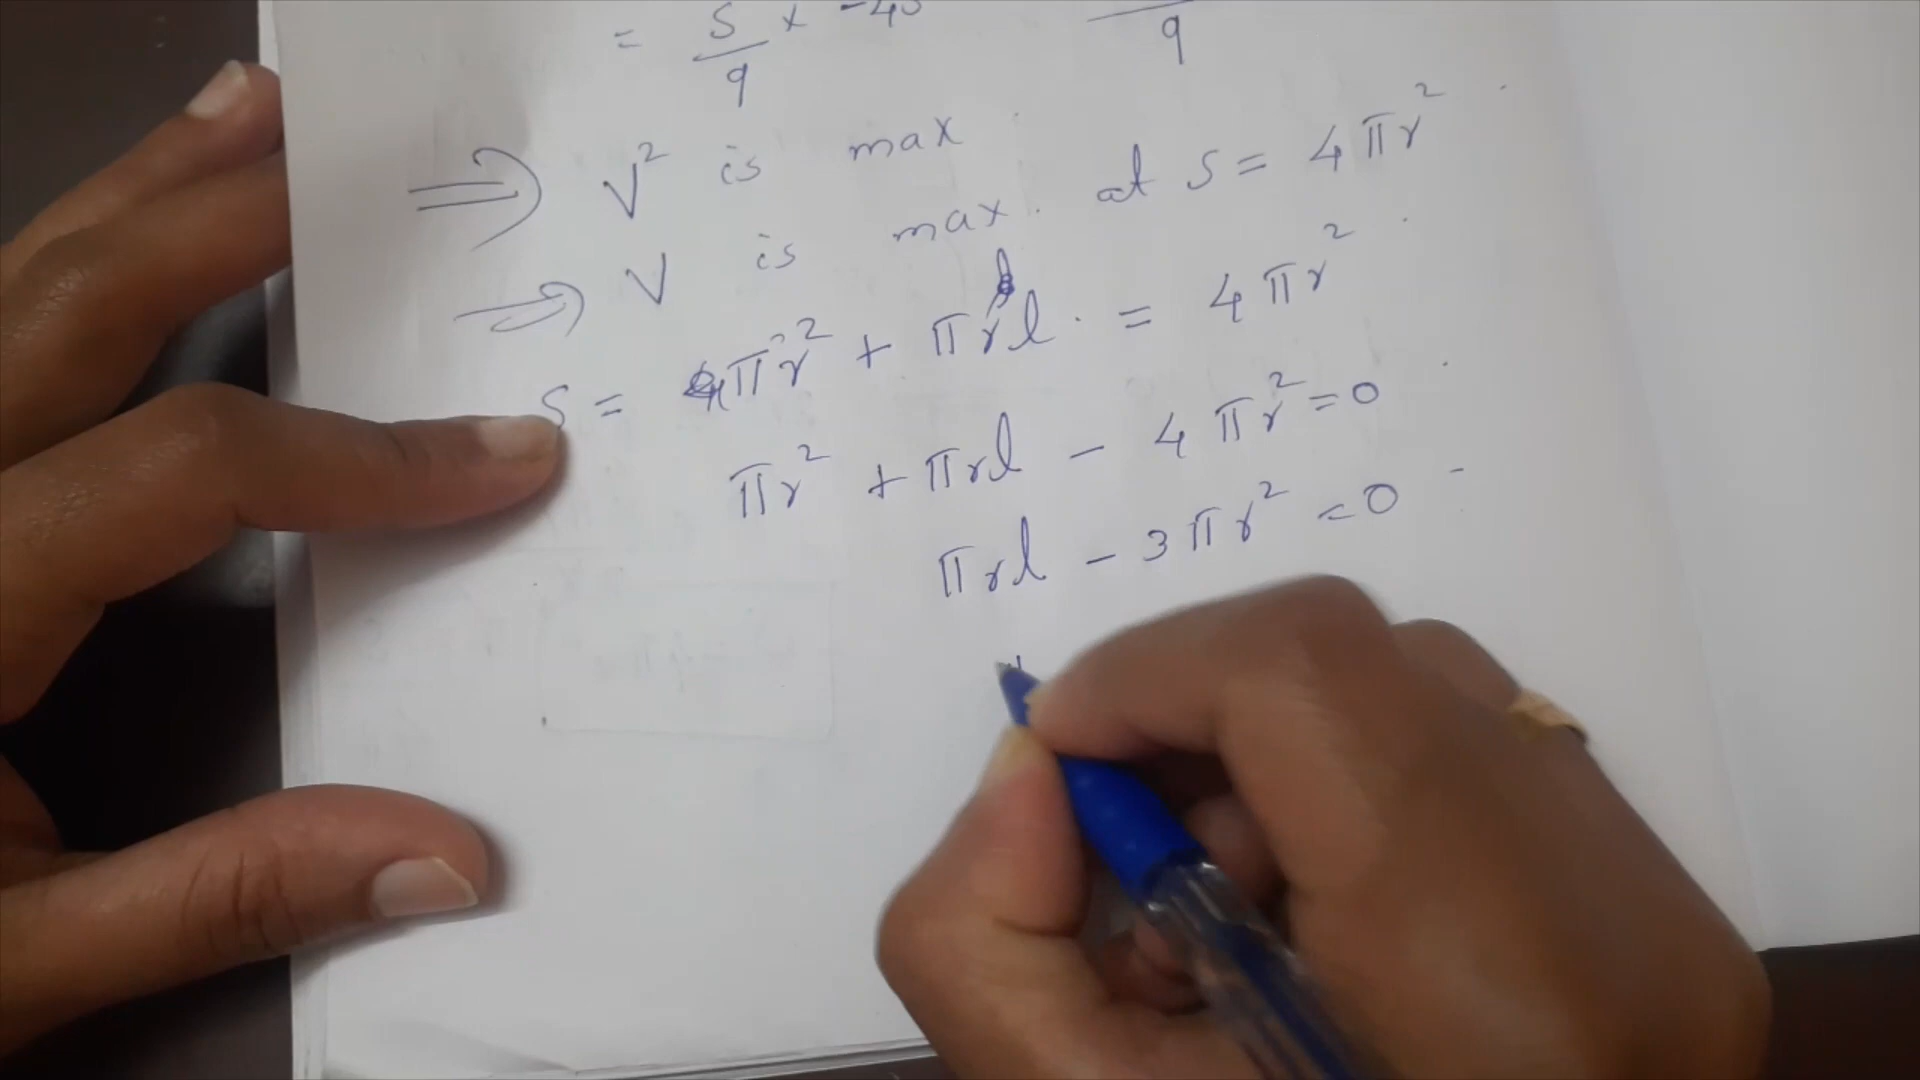 = S/9 x -4S 9
⇒ V² is max.
⇒ V is max. at S = 4πr².
S = πr² + πrl. = 4πr².
πr² + πrl - 4πr² = 0
πrl - 3πr² = 0